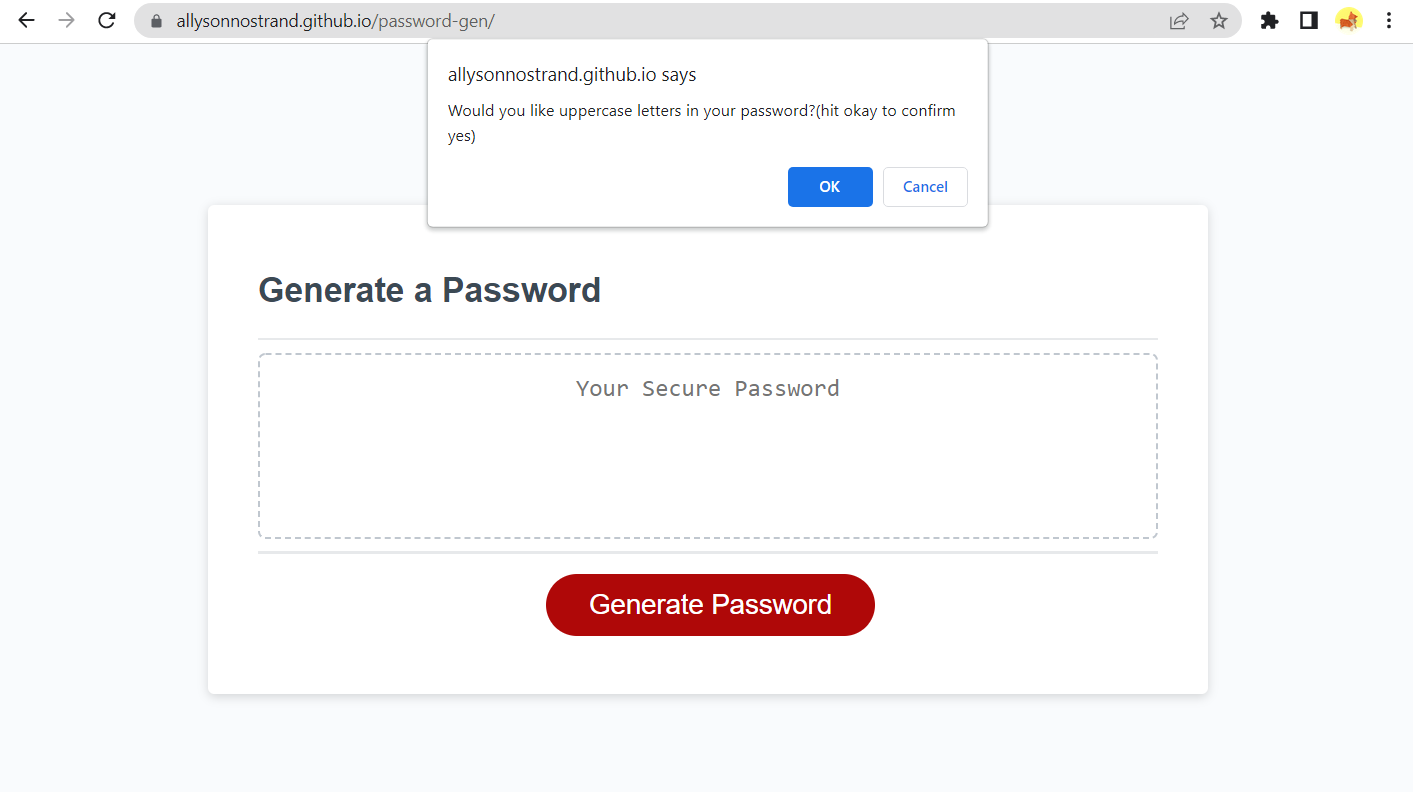 allysonnostrand.github.io/password-gen/
allysonnostrand.github.io says
Would you like uppercase letters in your password?(hit okay to confirm
yes)
OK
Cancel
Generate a Password
Your Secure Password
Generate Password